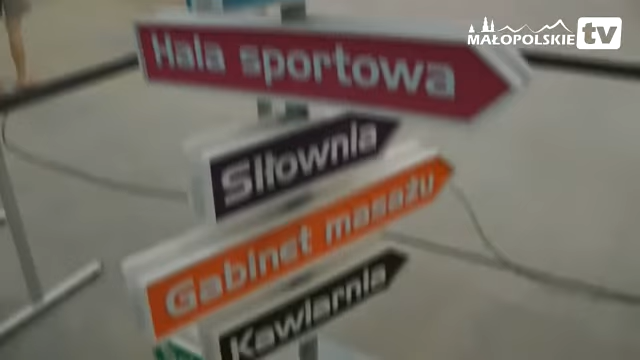 MAŁOPOLSKIE tv
Hala sportowa
Siłownia
Gabinet masażu
Kawiarnia